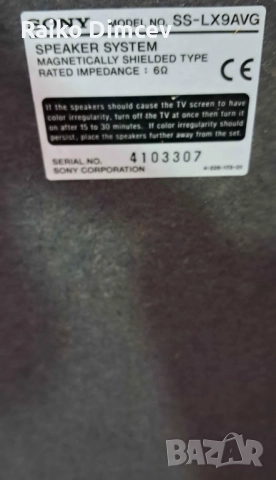 SONY MODEL NO. SS-LX9AVG
Raiko Dimcev
SPEAKER SYSTEM
MAGNETICALLY SHIELDED TYPE
RATED IMPEDANCE : 6Ω
CE
If the speakers should cause the TV screen to have
color irregularity, turn off the TV at once then turn it
on after 15 to 30 minutes. If color irregularity should
persist, place the speakers further away from the set.
SERIAL NO. 4103307
SONY CORPORATION
bazar